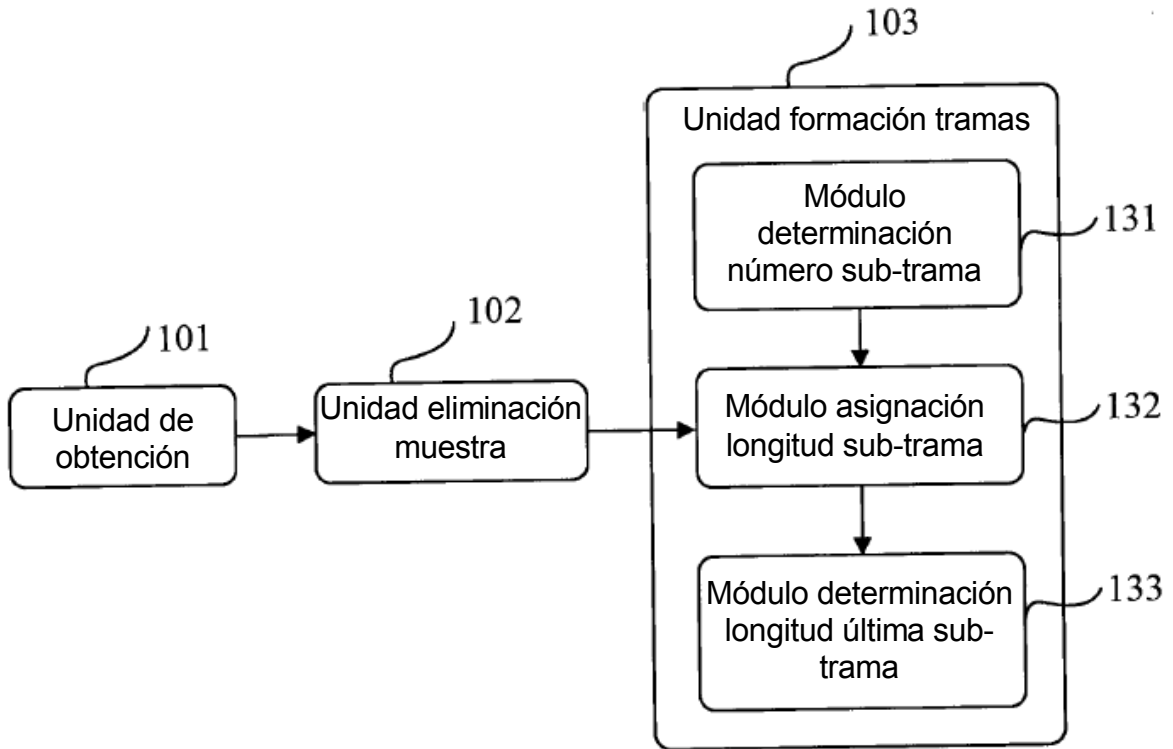 103
Unidad formación tramas
Módulo
determinación
número sub-trama
131
101
102
Unidad de
obtención
Unidad eliminación
muestra
Módulo asignación
longitud sub-trama
132
Módulo determinación
longitud última sub-
trama
133